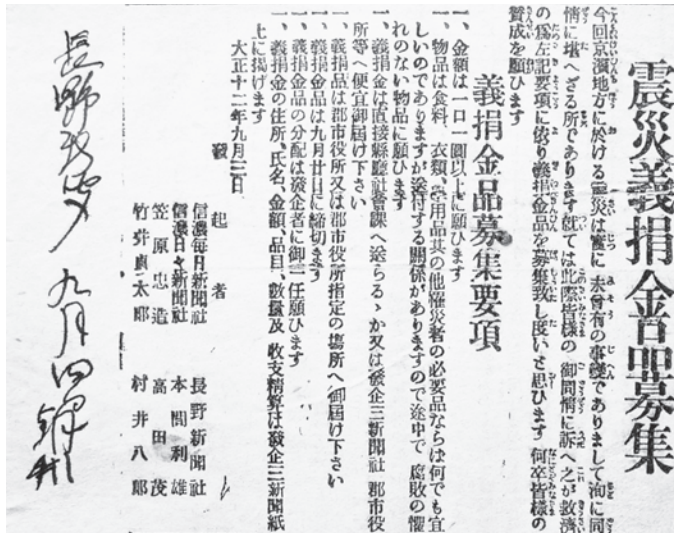 震災義捐金品募集
今回京濱地方に於ける震災は實に未曾有の事變でありまして洵に同
情に堪へざる所であります就ては此際皆様の御同情に訴へ之が救濟
の爲左記要項に依り義捐金品を募集致し度いと思ひます何卒皆様の
賛成を願ひます
義捐金品募集要項
一、金額は一口一圓以上に願ひます
一、物品は食料、衣類、常用品其の他罹災者の必要品ならは何でも宜
しいのでありますが送付する關係がありますので途中で腐敗の懼
れのない物品に願ひます
一、義捐金は直接縣廳社會課へ送らるゝか又は發企三新聞社郡市役
所等へ便宜御届け下さい
一、義捐品は郡市役所又は郡市役所指定の場所へ御届け下さい
一、義捐金品は九月廿日に締切ます
一、義捐金品の分配は發企者に御一任願ひます
一、義捐金の住所、氏名、金額、品目、數量及收支精算は發企三新聞紙
上に掲げます
大正十二年九月三日
發起者
信濃毎日新聞社 長野新聞社
信濃日々新聞社 本間利雄
笠原忠造 高田茂
竹井貞太郎 村井八郎
九月四